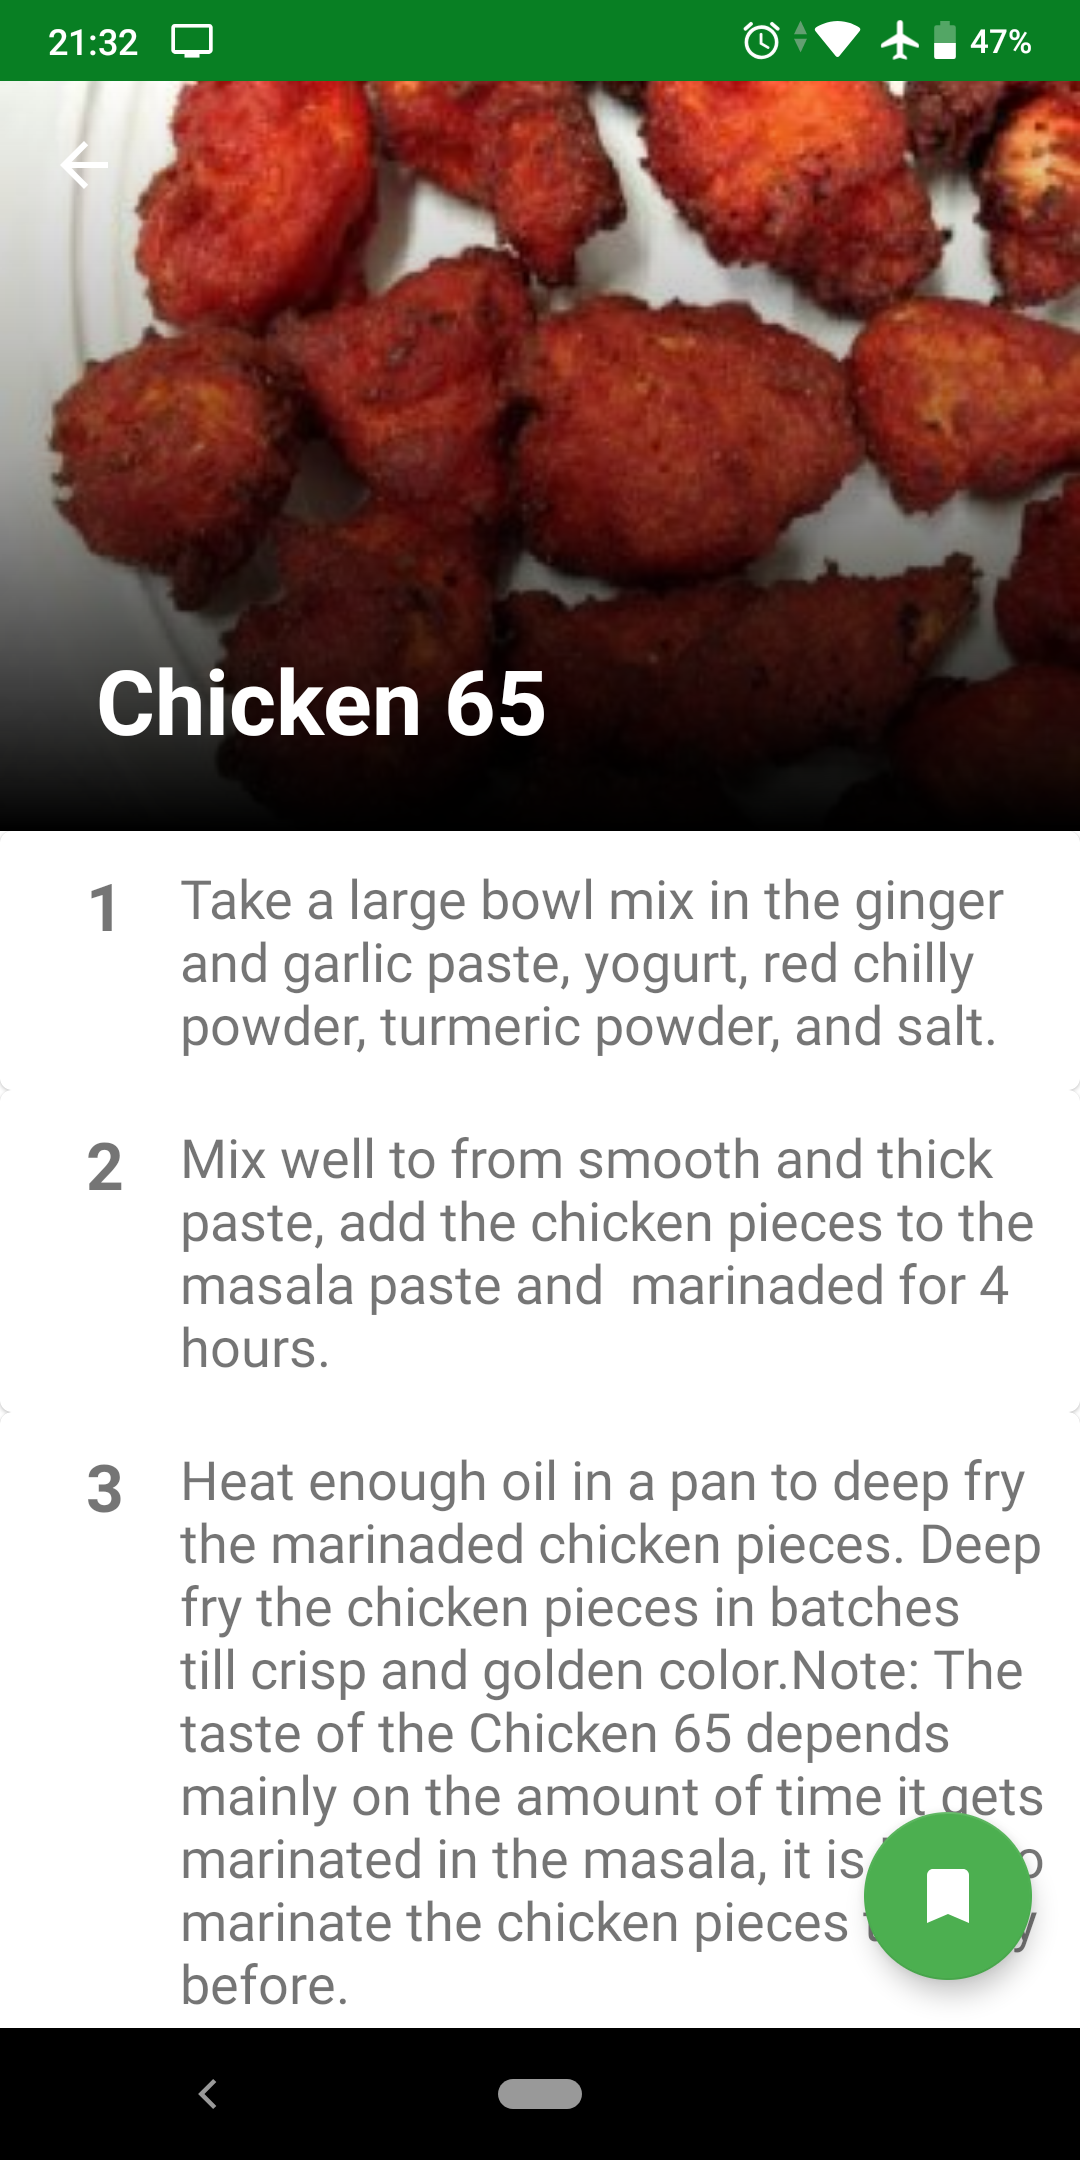 21:32
47%
Chicken 65
1
Take a large bowl mix in the ginger
and garlic paste, yogurt, red chilly
powder, turmeric powder, and salt.
2
Mix well to from smooth and thick
paste, add the chicken pieces to the
masala paste and  marinaded for 4
hours.
3
Heat enough oil in a pan to deep fry
the marinaded chicken pieces. Deep
fry the chicken pieces in batches
till crisp and golden color.Note: The
taste of the Chicken 65 depends
mainly on the amount of time it gets
marinated in the masala, it is
marinate the chicken pieces
before.